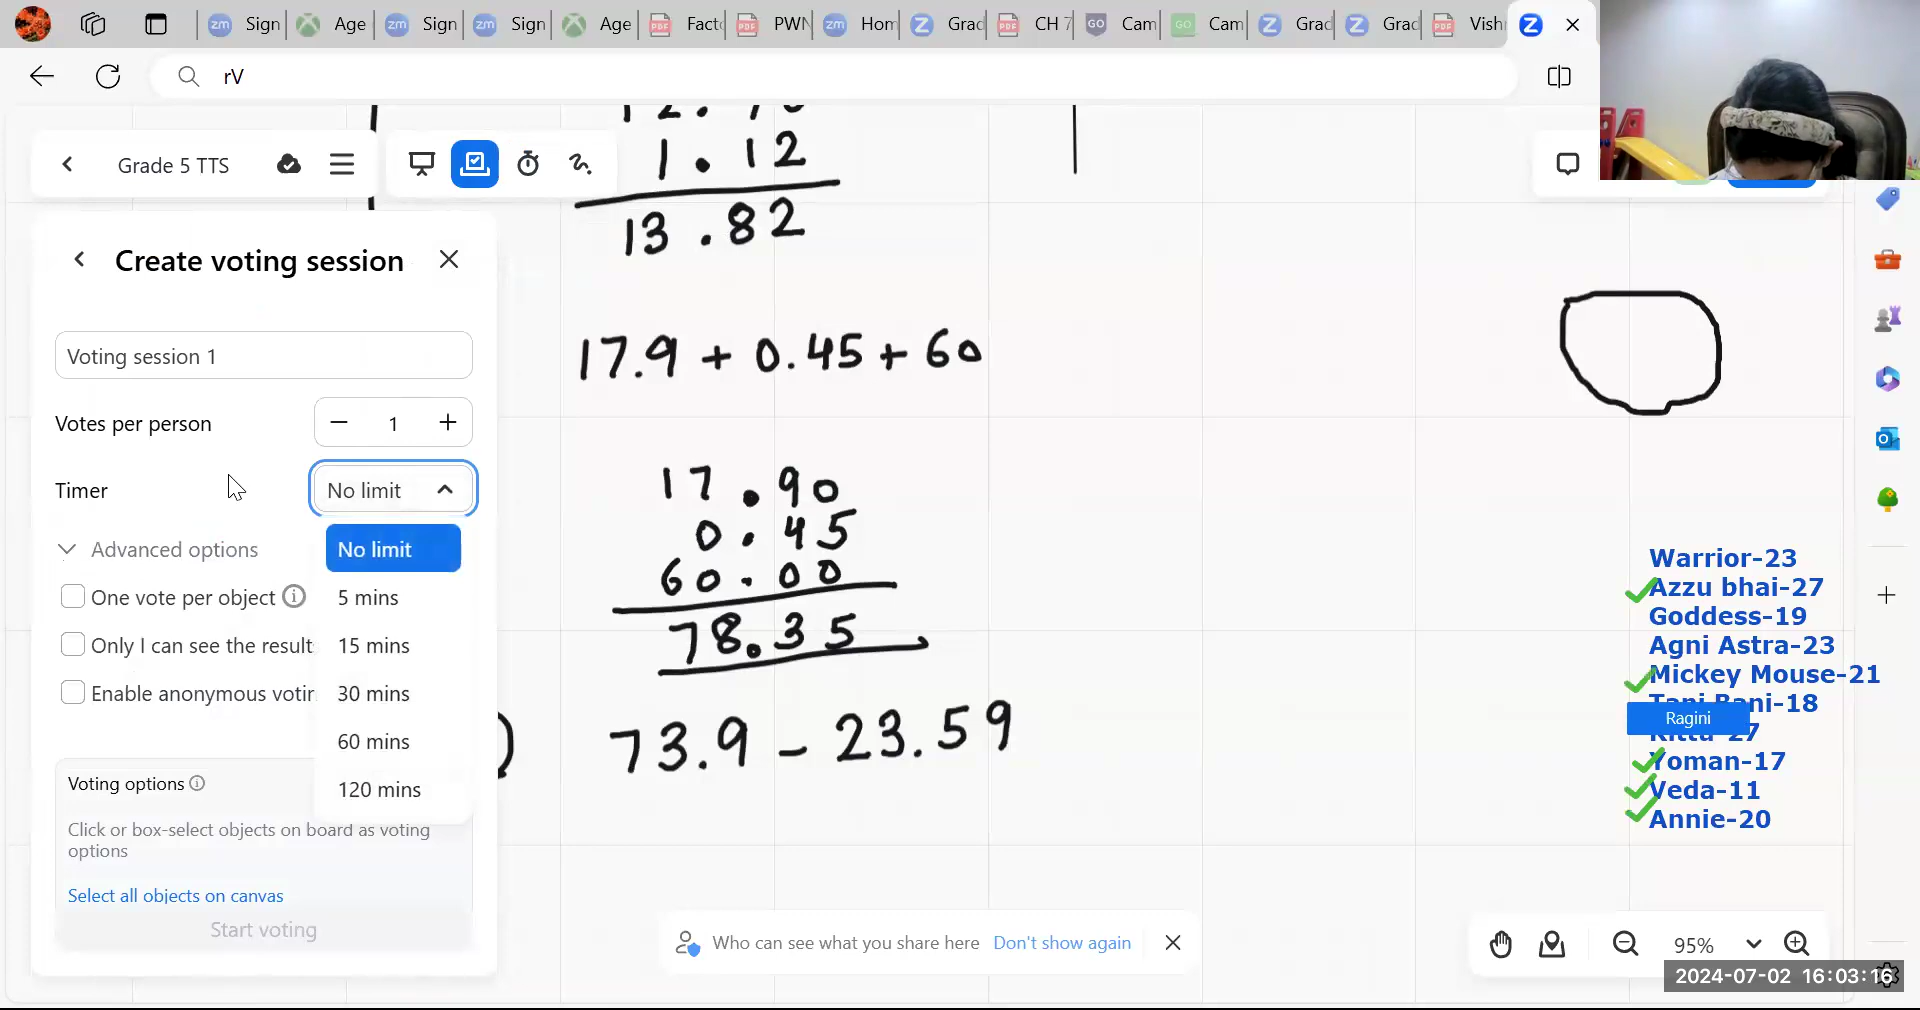 Sign
Age
Sign
Sign
Age
Fact
PWN
Hom
Grad
CH 7
Cam
Cam
Grad
Grad
Vish
rV
Grade 5 TTS
1.12
13.82
Create voting session
Voting session 1
17.9 + 0.45 + 60
Votes per person
1
Timer
No limit
17.90
0.45
60.00
78.35
Advanced options
No limit
One vote per object
5 mins
Only I can see the result
15 mins
Enable anonymous votin
30 mins
60 mins
120 mins
73.9 - 23.59
Voting options
Click or box-select objects on board as voting
options
Select all objects on canvas
Start voting
Warrior-23
Azzu bhai-27
Goddess-19
Agni Astra-23
Mickey Mouse-21
Tani Rani-18
Ragini
Kittu-27
Yoman-17
Veda-11
Annie-20
Who can see what you share here Don't show again
95%
2024-07-02 16:03:16